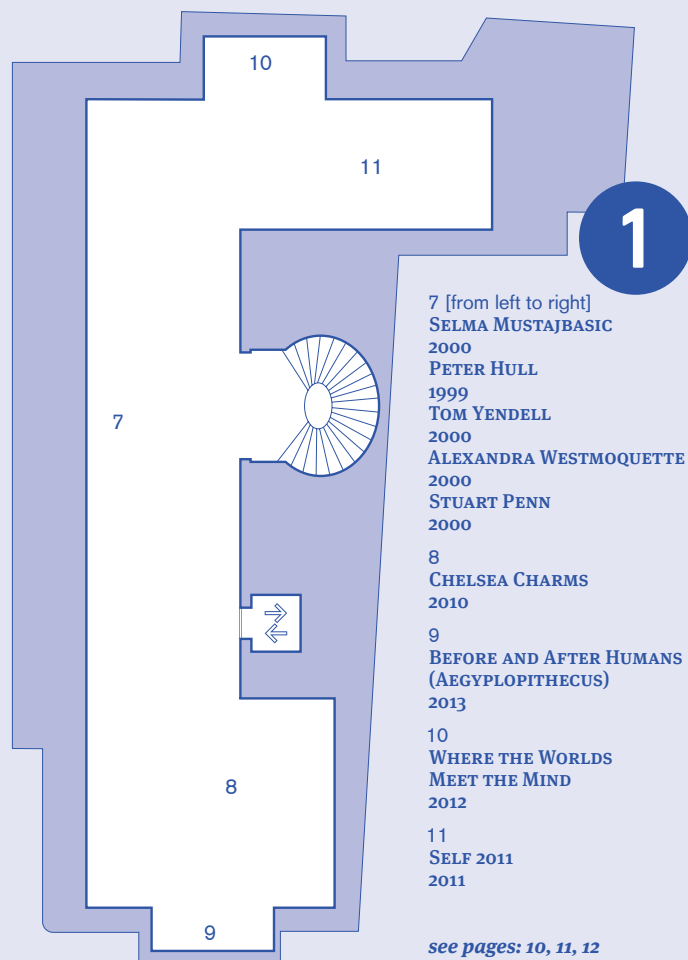 10
11
1
7
8
9
7 [from left to right]
Selma Mustajbasic
2000
Peter Hull
1999
Tom Yendell
2000
Alexandra Westmoquette
2000
Stuart Penn
2000
8
Chelsea Charms
2010
9
Before and After Humans
(Aegyplopithecus)
2013
10
Where the Worlds
Meet the Mind
2012
11
Self 2011
2011
see pages: 10, 11, 12